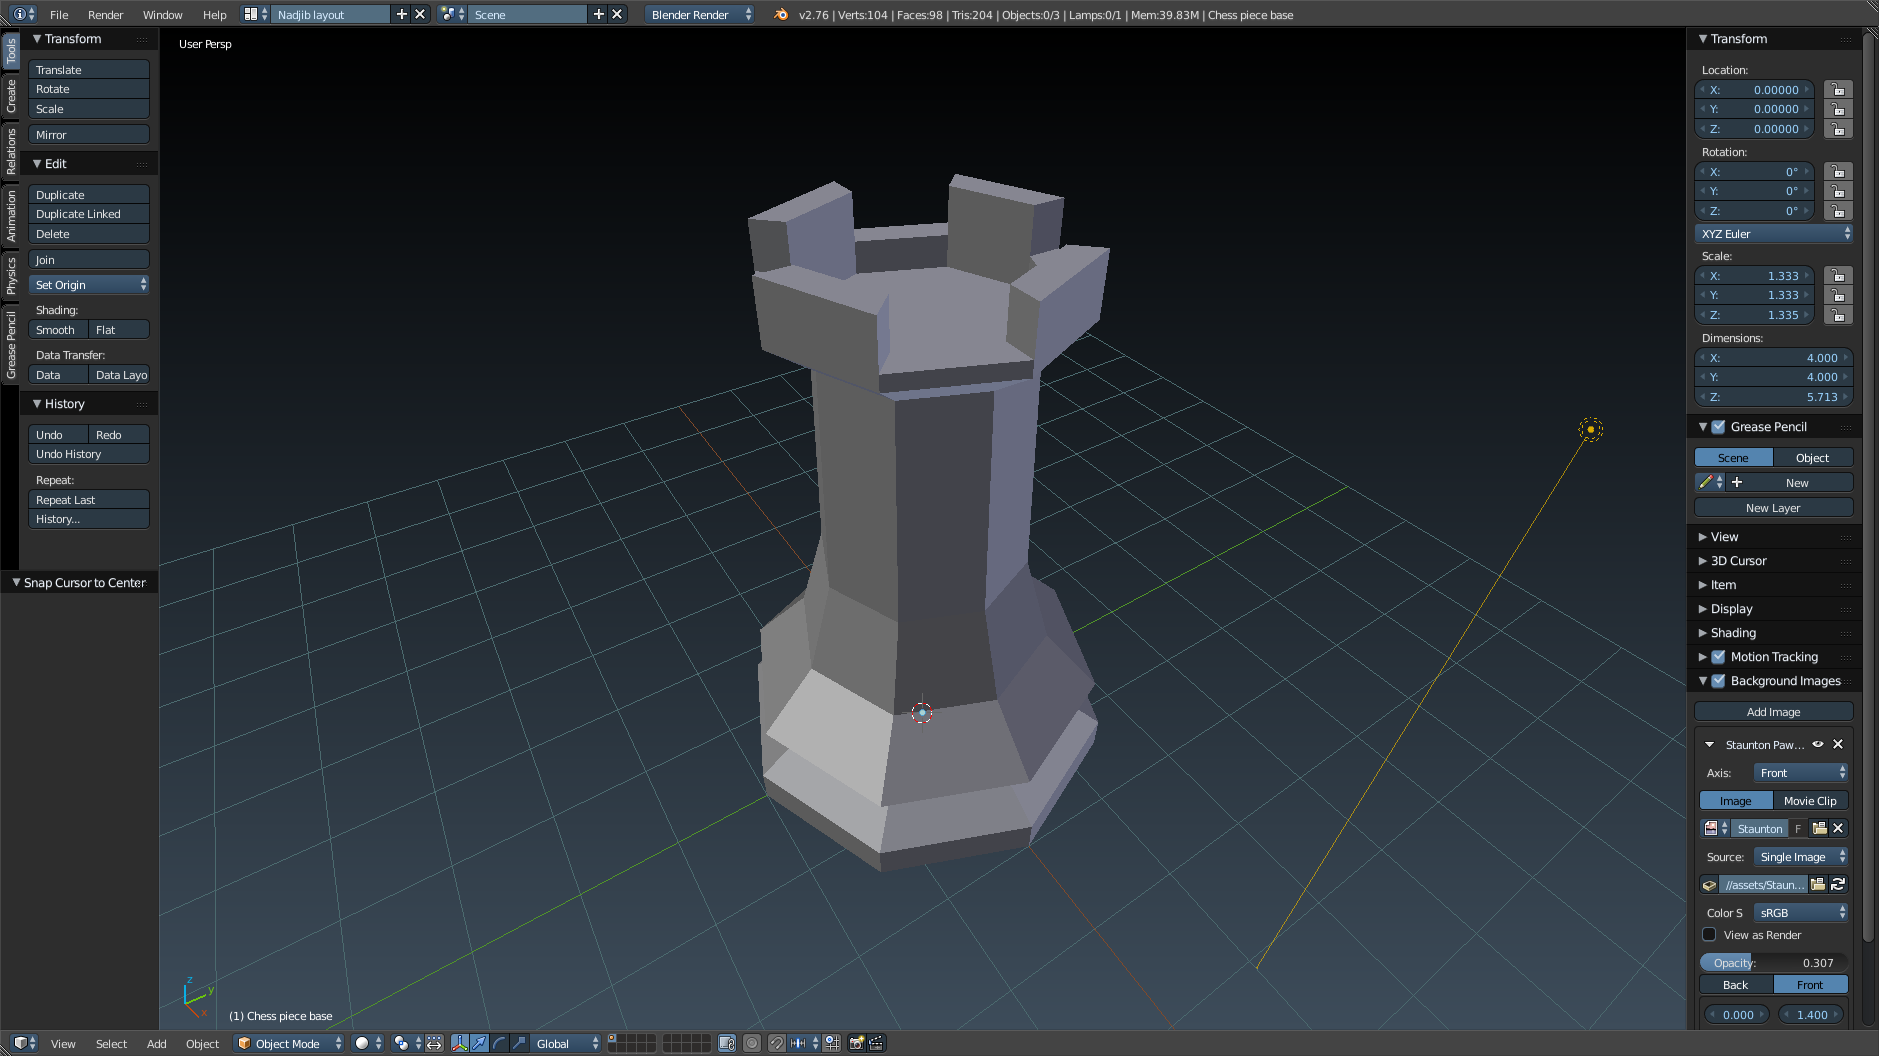 File Render Window Help Nadjib layout Scene Blender Render v2.76 | Verts:104 | Faces:98 | Tris:204 | Objects:0/3 | Lamps:0/1 | Mem:39.83M | Chess piece base
Tools
Create
Relations
Animation
Physics
Grease Pencil
Transform
Translate
Rotate
Scale
Mirror
Edit
Duplicate
Duplicate Linked
Delete
Join
Set Origin
Shading:
Smooth Flat
Data Transfer:
Data Data Layo
History
Undo Redo
Undo History
Repeat:
Repeat Last
History...
Snap Cursor to Center
User Persp
z
y
x
(1) Chess piece base
Transform
Location:
X: 0.00000
Y: 0.00000
Z: 0.00000
Rotation:
X: 0°
Y: 0°
Z: 0°
XYZ Euler
Scale:
X: 1.333
Y: 1.333
Z: 1.335
Dimensions:
X: 4.000
Y: 4.000
Z: 5.713
Grease Pencil
Scene Object
New
New Layer
View
3D Cursor
Item
Display
Shading
Motion Tracking
Background Images
Add Image
Staunton Paw...
Axis: Front
Image Movie Clip
Staunton F
Source: Single Image
//assets/Staun...
Color S sRGB
View as Render
Opacity: 0.307
Back Front
0.000 1.400
View Select Add Object Object Mode Global